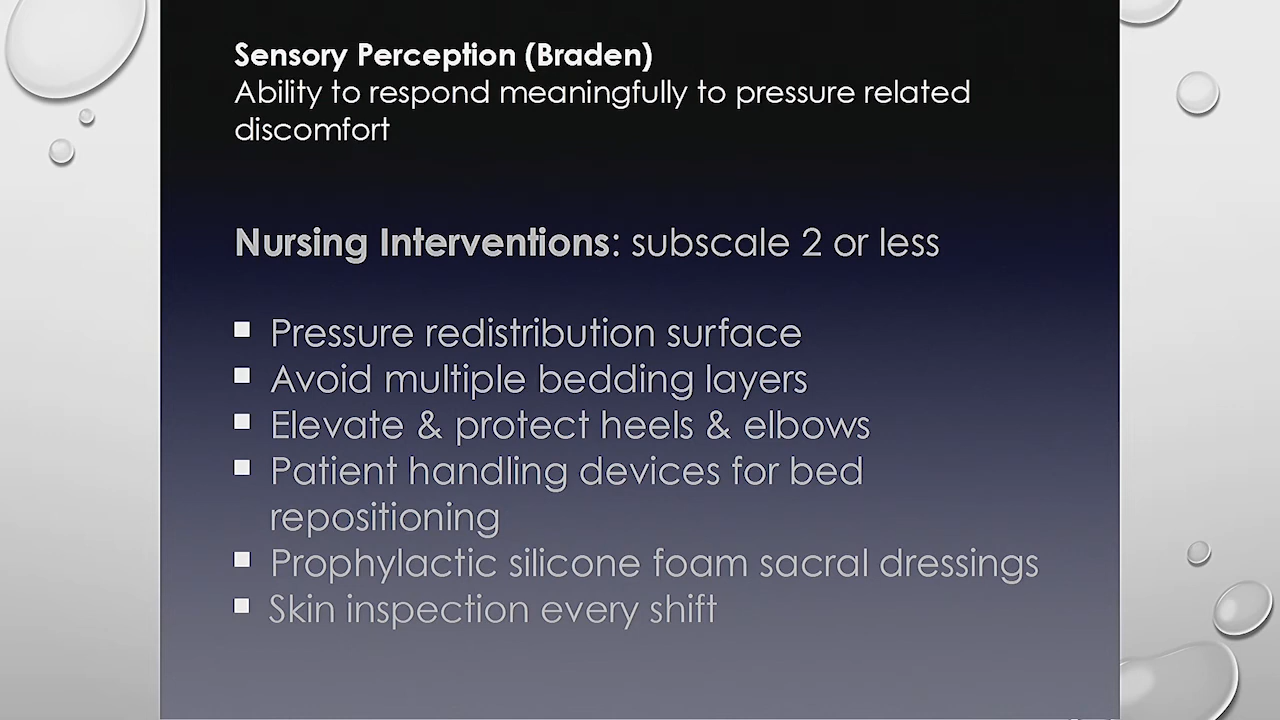 Sensory Perception (Braden)
Ability to respond meaningfully to pressure related
discomfort
Nursing Interventions: subscale 2 or less
▪ Pressure redistribution surface
▪ Avoid multiple bedding layers
▪ Elevate & protect heels & elbows
▪ Patient handling devices for bed
repositioning
▪ Prophylactic silicone foam sacral dressings
▪ Skin inspection every shift